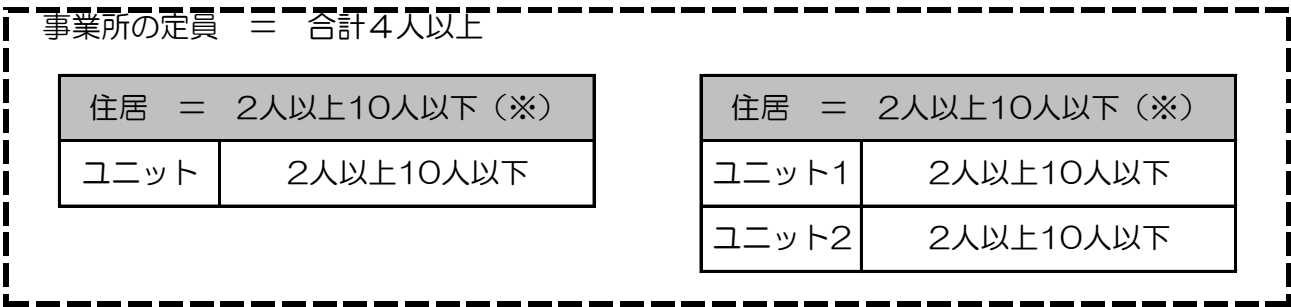 事業所の定員　＝　合計４人以上
住居　＝　2人以上10人以下（※）
ユニット　2人以上10人以下
住居　＝　2人以上10人以下（※）
ユニット1　2人以上10人以下
ユニット2　2人以上10人以下